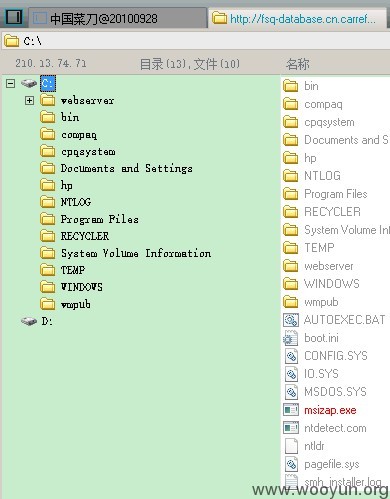 中国菜刀@20100928
http://fsq-database.cn.carref...
C:\
210.13.74.71
目录(13),文件(10)
名称
C:
webserver
bin
compaq
cpqsystem
Documents and Settings
hp
NTLOG
Program Files
RECYCLER
System Volume Information
TEMP
WINDOWS
wmpub
D:
bin
compaq
cpqsystem
Documents and S
hp
NTLOG
Program Files
RECYCLER
System Volume Inf
TEMP
webserver
WINDOWS
wmpub
AUTOEXEC.BAT
boot.ini
CONFIG.SYS
IO.SYS
MSDOS.SYS
msizap.exe
ntdetect.com
ntldr
pagefile.sys
smh_installer.log
www.wooyun.org